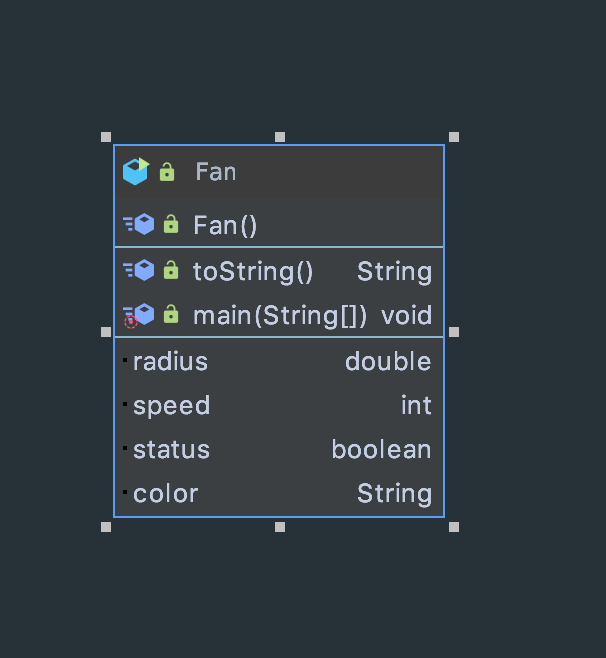 Fan
Fan()
toString() String
main(String[]) void
radius double
speed int
status boolean
color String